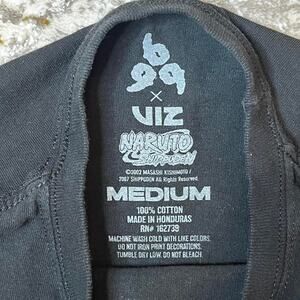 b
99
×
VIZ
NARUTO
SHIPPUDEN
©2002 MASASHI KISHIMOTO /
2007 SHIPPUDEN All Rights Reserved.
MEDIUM
100% COTTON
MADE IN HONDURAS
RN# 162739
MACHINE WASH COLD WITH LIKE COLORS.
DO NOT IRON PRINT DECORATIONS.
TUMBLE DRY LOW. DO NOT BLEACH.